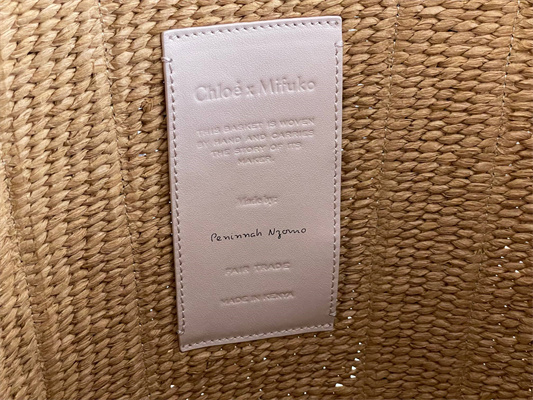 Chloé x Mifuko
THIS BASKET IS WOVEN
BY HAND AND CARRIES
THE STORY OF ITS
MAKER.
Made by:
Peninnah Nzomo
FAIR TRADE
MADE IN KENYA